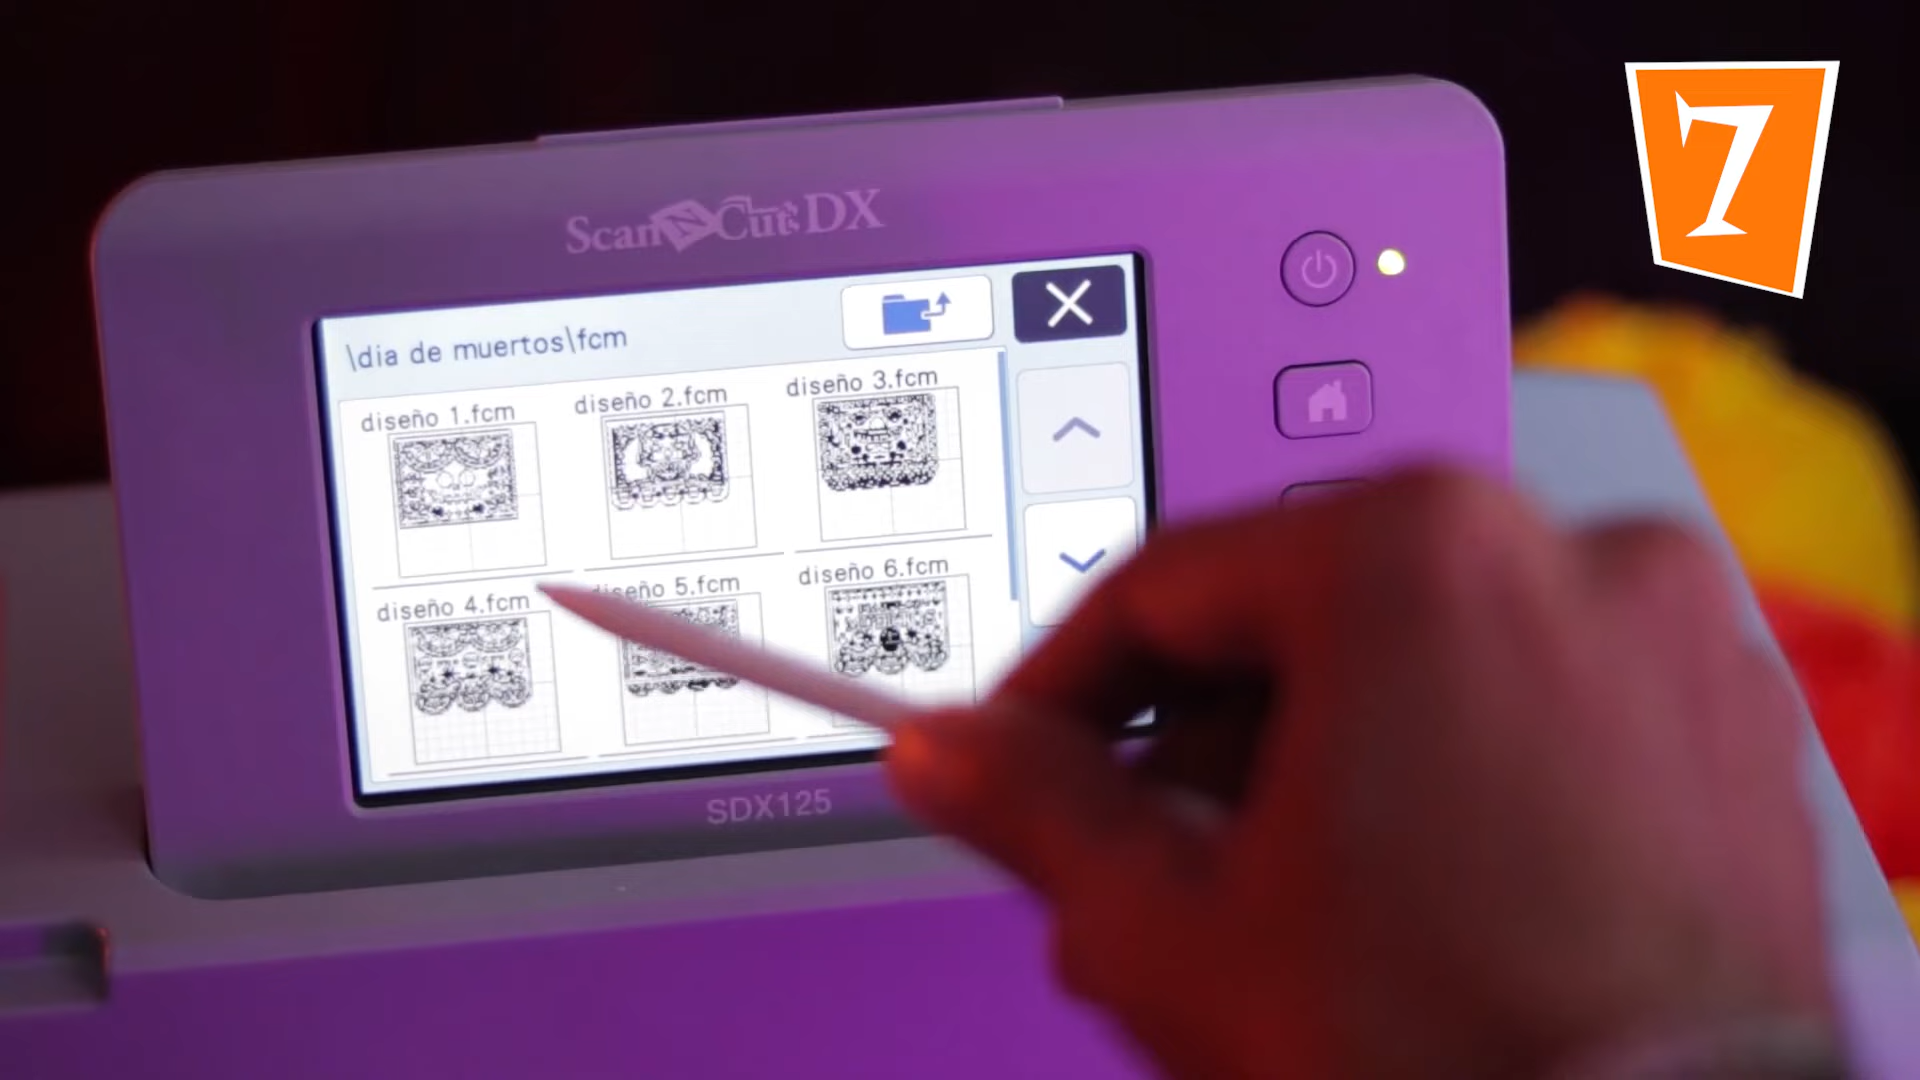 7
ScanNCut DX
\dia de muertos\fcm
diseño 1.fcm
diseño 2.fcm
diseño 3.fcm
diseño 4.fcm
diseño 5.fcm
diseño 6.fcm
SDX125